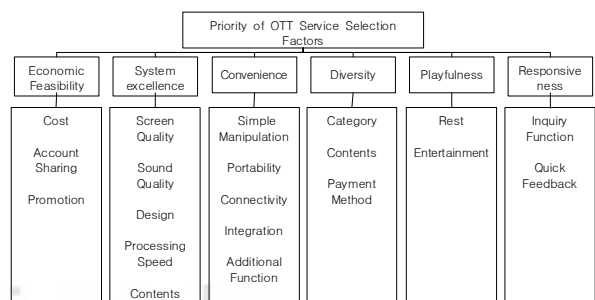 Priority of OTT Service Selection
Factors
Economic
Feasibility
System
excellence
Convenience
Diversity
Playfulness
Responsive
ness
Cost
Account
Sharing
Promotion
Screen
Quality
Sound
Quality
Design
Processing
Speed
Contents
Simple
Manipulation
Portability
Connectivity
Integration
Additional
Function
Category
Contents
Payment
Method
Rest
Entertainment
Inquiry
Function
Quick
Feedback